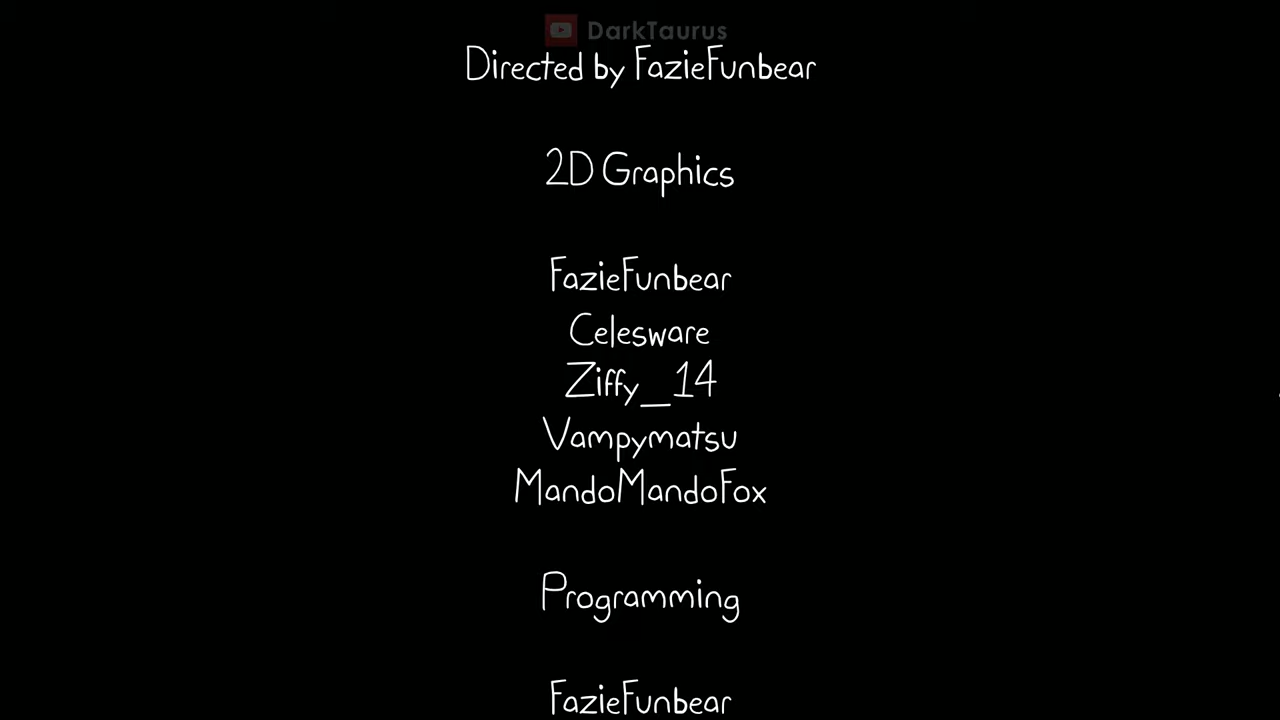 DarkTaurus
Directed by FazieFunbear
2D Graphics
FazieFunbear
Celesware
Ziffy_14
Vampymatsu
MandoMandoFox
Programming
FazieFunbear